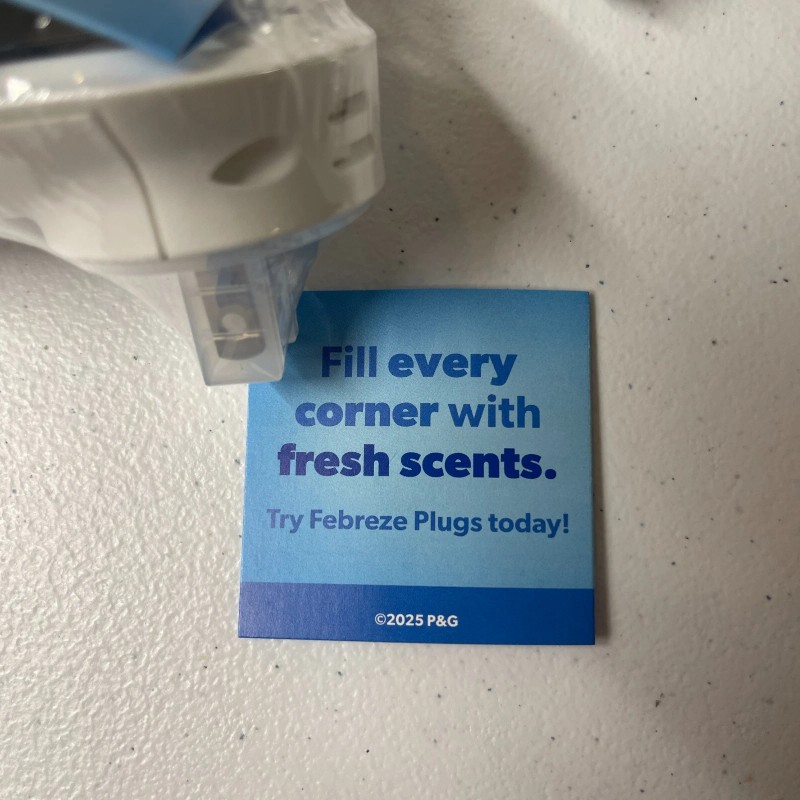 Fill every
corner with
fresh scents.
Try Febreze Plugs today!
©2025 P&G